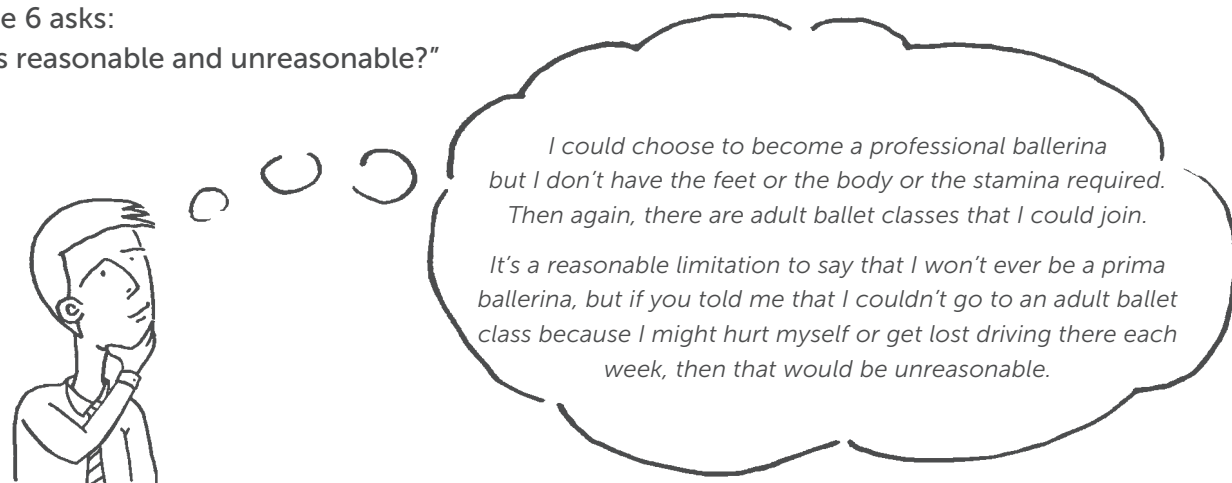 e 6 asks:
s reasonable and unreasonable?”
I could choose to become a professional ballerina
but I don’t have the feet or the body or the stamina required.
Then again, there are adult ballet classes that I could join.
It’s a reasonable limitation to say that I won’t ever be a prima
ballerina, but if you told me that I couldn’t go to an adult ballet
class because I might hurt myself or get lost driving there each
week, then that would be unreasonable.